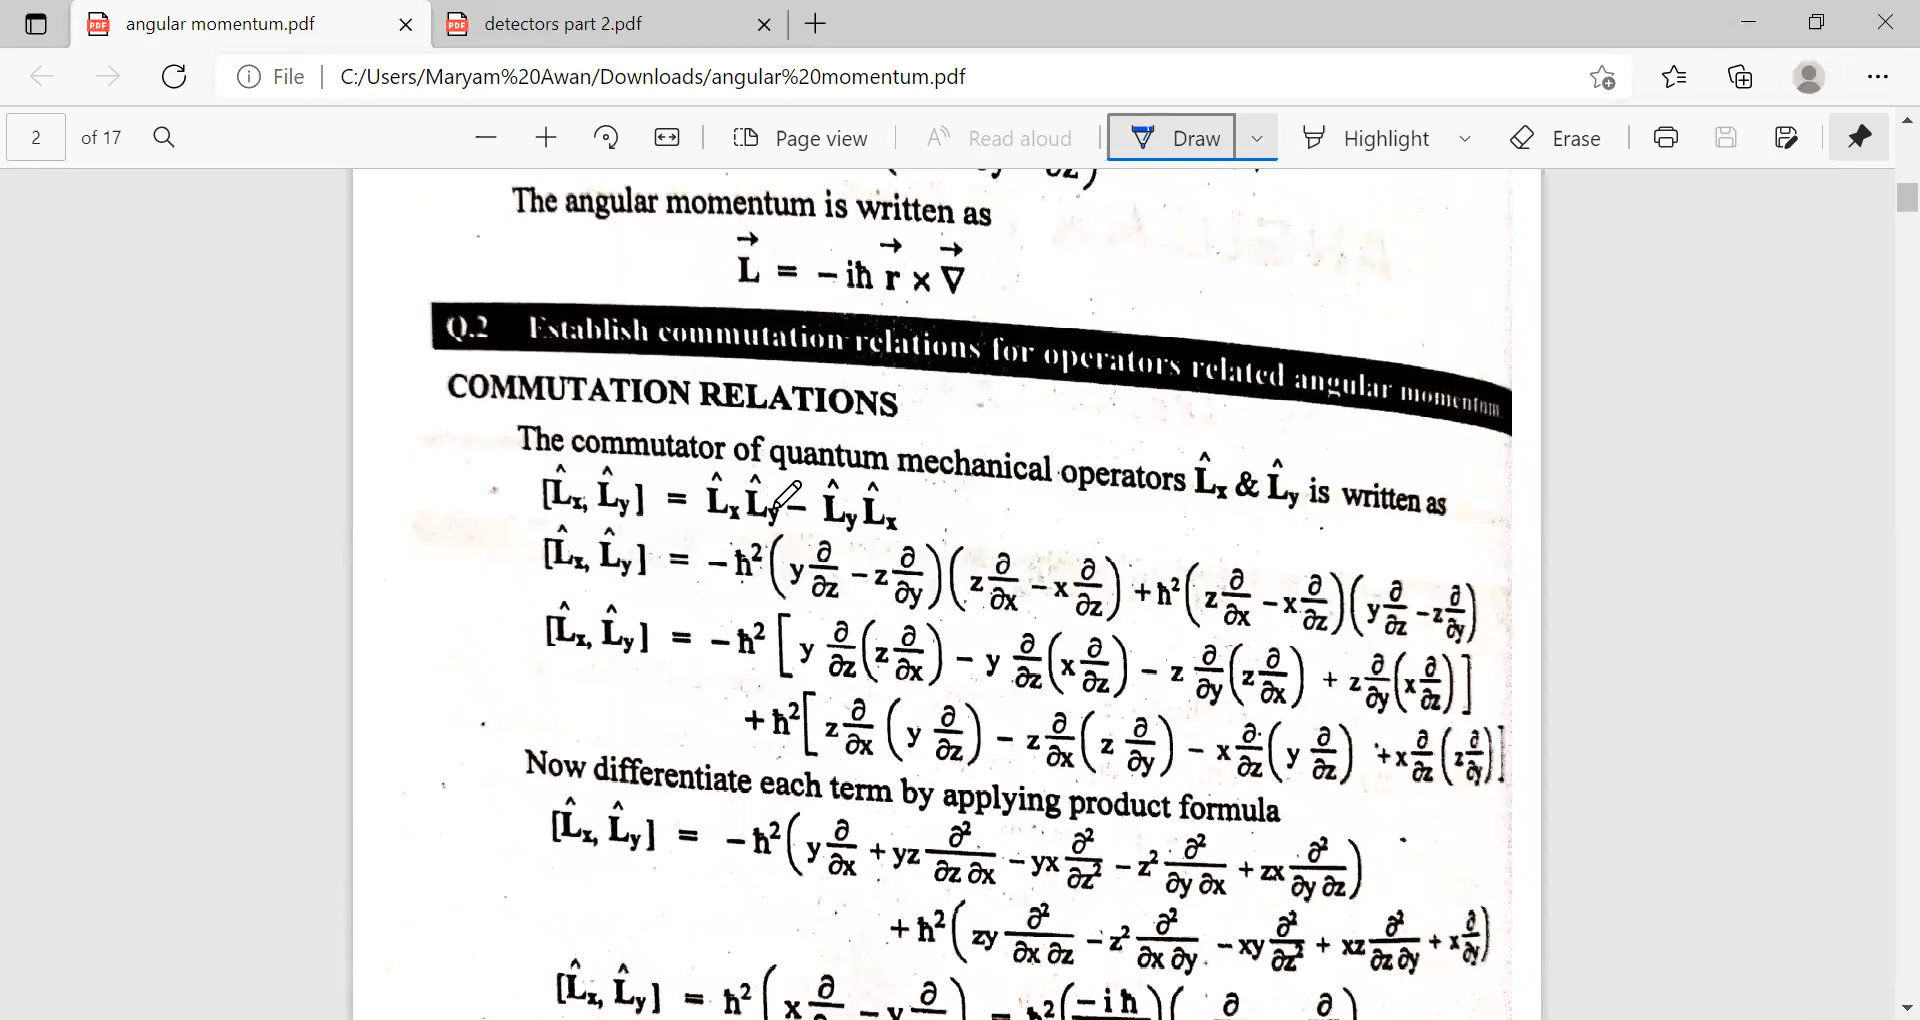 angular momentum.pdf
detectors part 2.pdf
File
C:/Users/Maryam%20Awan/Downloads/angular%20momentum.pdf
2 of 17
Page view
Read aloud
Draw
Highlight
Erase
The angular momentum is written as
L⃗ = − iħ r⃗ × ∇⃗
Q.2 Establish commutation relations for operators related angular momentum
COMMUTATION RELATIONS
The commutator of quantum mechanical operators L̂x & L̂y is written as
[L̂x, L̂y] = L̂x L̂y − L̂y L̂x
[L̂x, L̂y] = − ħ² (y ∂/∂z − z ∂/∂y) (z ∂/∂x − x ∂/∂z) + ħ² (z ∂/∂x − x ∂/∂z) (y ∂/∂z − z ∂/∂y)
[L̂x, L̂y] = − ħ² [ y ∂/∂z (z ∂/∂x) − y ∂/∂z (x ∂/∂z) − z ∂/∂y (z ∂/∂x) + z ∂/∂y (x ∂/∂z) ]
+ ħ² [ z ∂/∂x (y ∂/∂z) − z ∂/∂x (z ∂/∂y) − x ∂/∂z (y ∂/∂z) + x ∂/∂z (z ∂/∂y) ]
Now differentiate each term by applying product formula
[L̂x, L̂y] = − ħ² (y ∂/∂x + yz ∂²/∂z ∂x − yx ∂²/∂z² − z² ∂²/∂y ∂x + zx ∂²/∂y ∂z)
+ ħ² (zy ∂²/∂x ∂z − z² ∂²/∂x ∂y − xy ∂²/∂z² + xz ∂²/∂z ∂y + x ∂/∂y)
[L̂x, L̂y] = ħ² ( x ∂